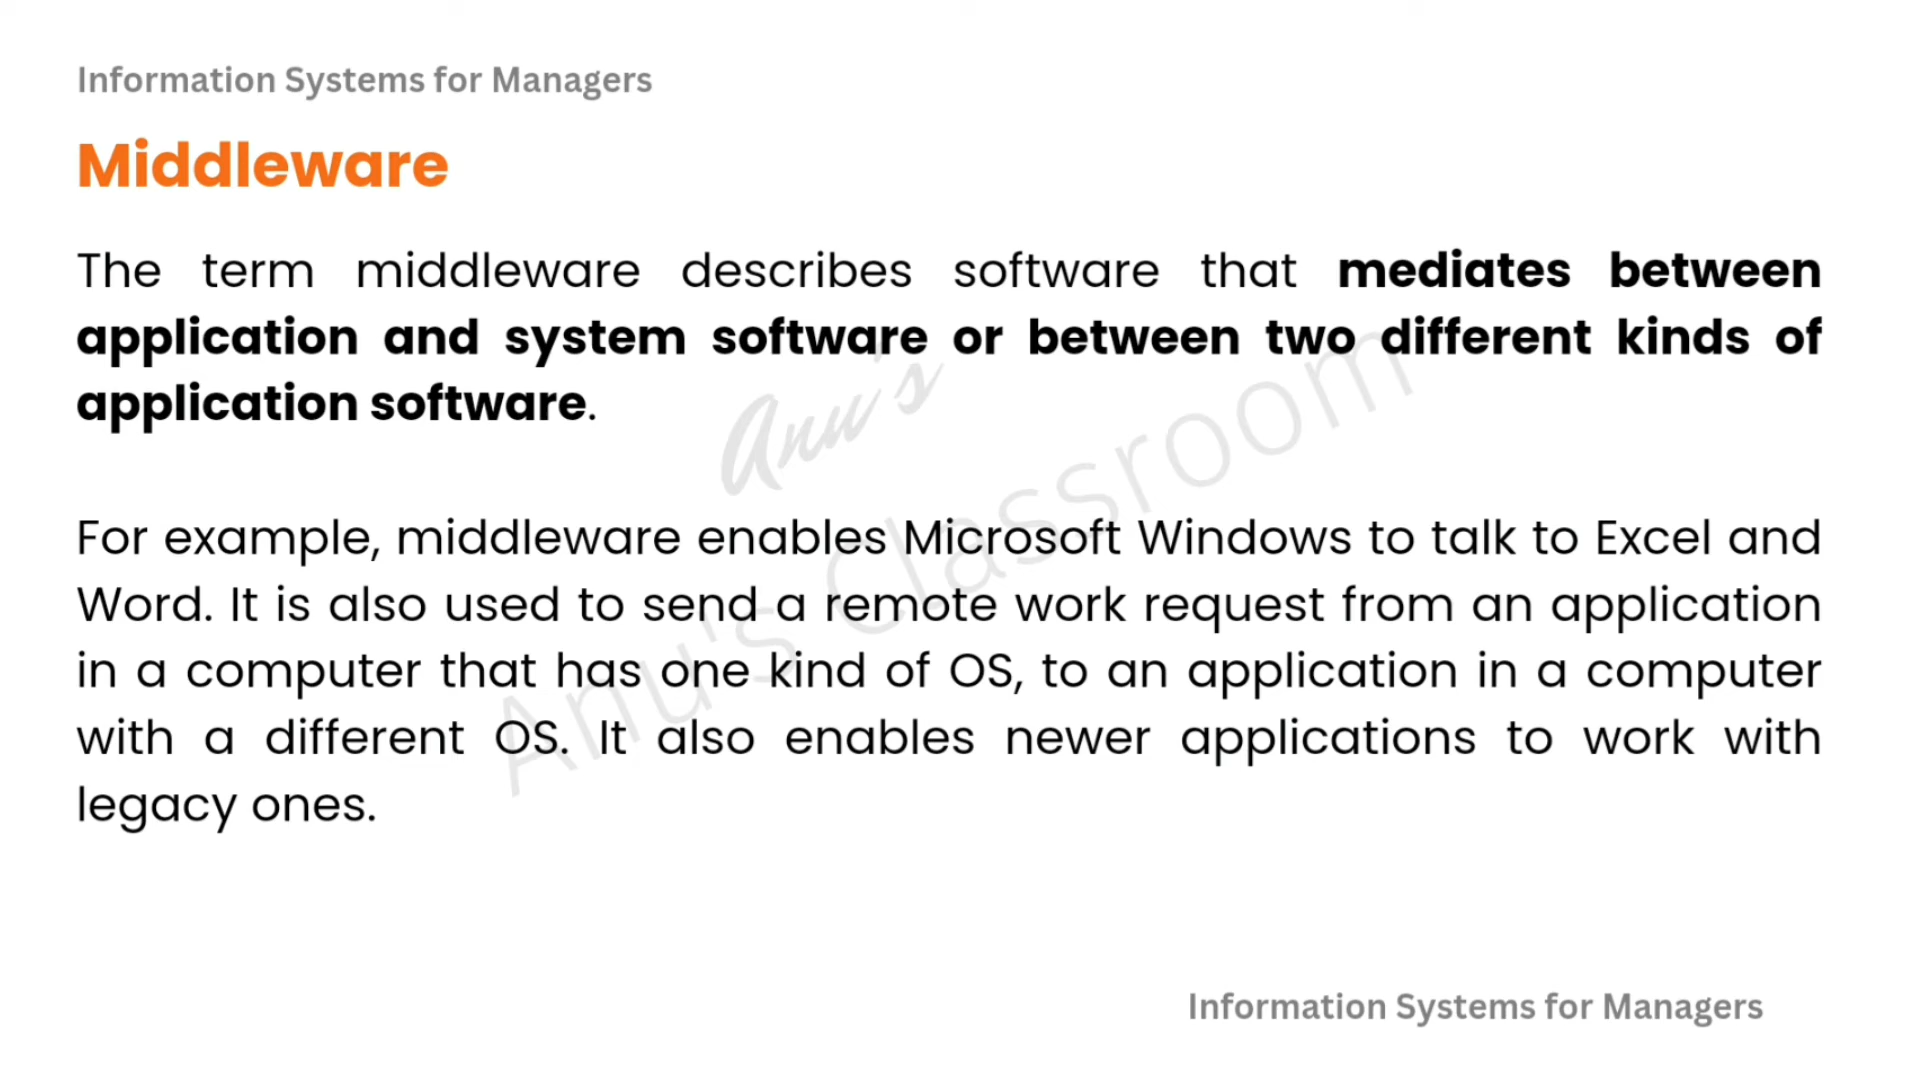 Information Systems for Managers
Middleware
The term middleware describes software that mediates between
application and system software or between two different kinds of
application software.
Anu's
Anu's Classroom
For example, middleware enables Microsoft Windows to talk to Excel and
Word. It is also used to send a remote work request from an application
in a computer that has one kind of OS, to an application in a computer
with a different OS. It also enables newer applications to work with
legacy ones.
Information Systems for Managers